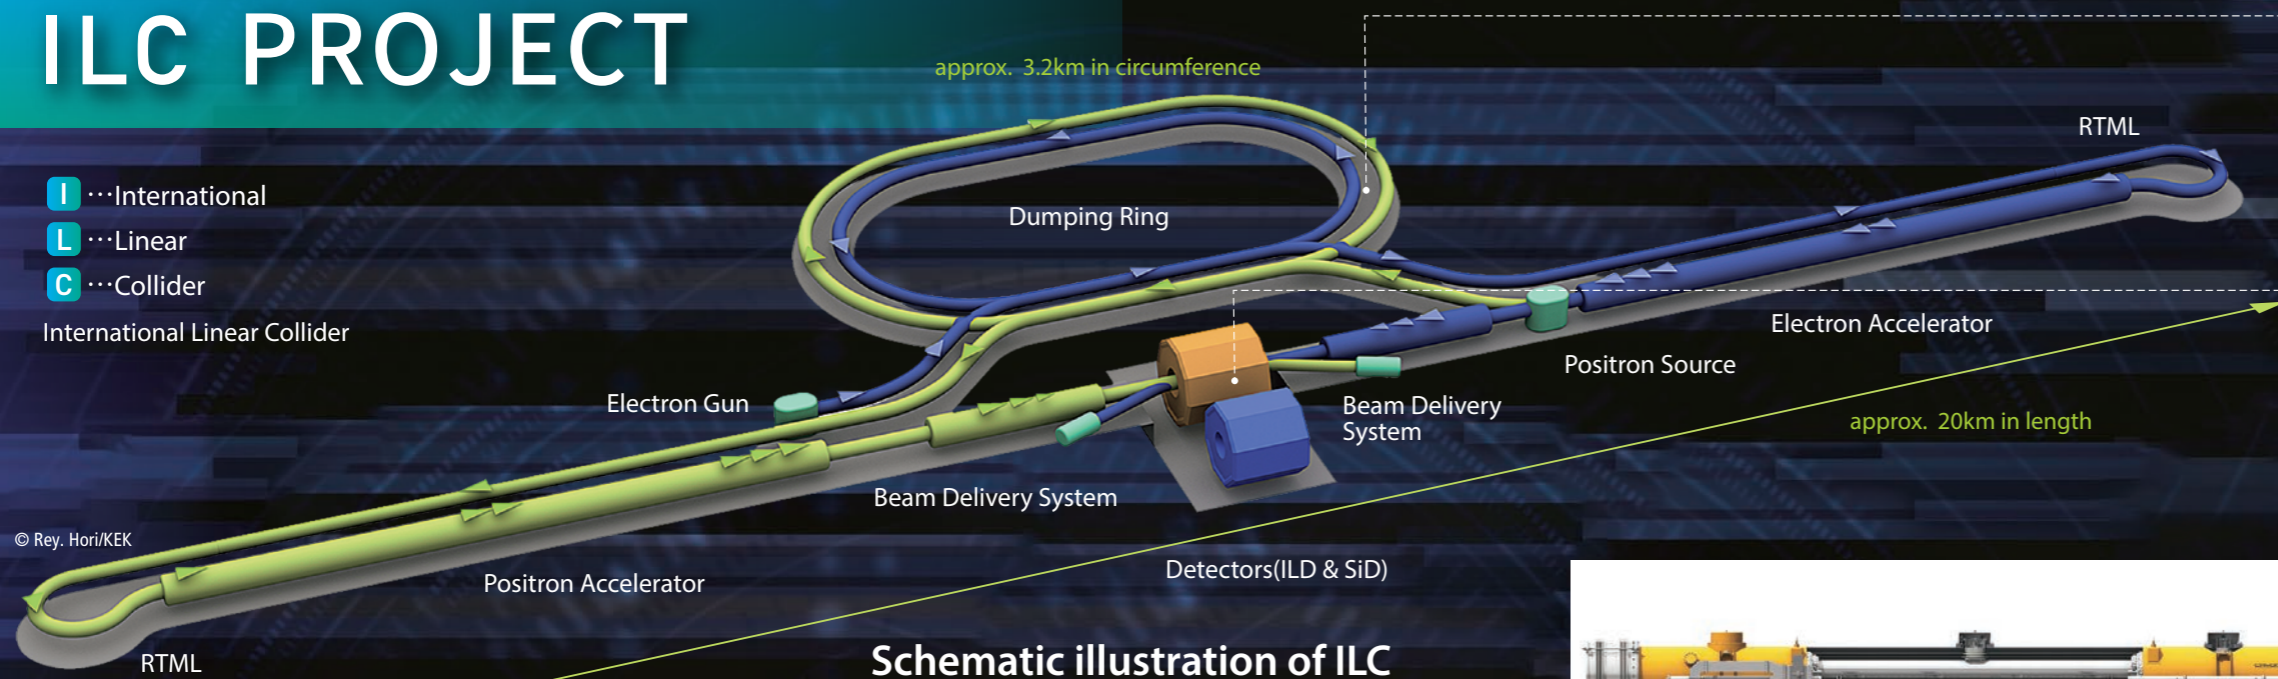 ILC PROJECT
approx. 3.2km in circumference
RTML
I …International
L …Linear
C …Collider
International Linear Collider
Dumping Ring
Electron Accelerator
Positron Source
Electron Gun
Beam Delivery
System
approx. 20km in length
Beam Delivery System
© Rey. Hori/KEK
Detectors(ILD & SiD)
Positron Accelerator
RTML
Schematic illustration of ILC